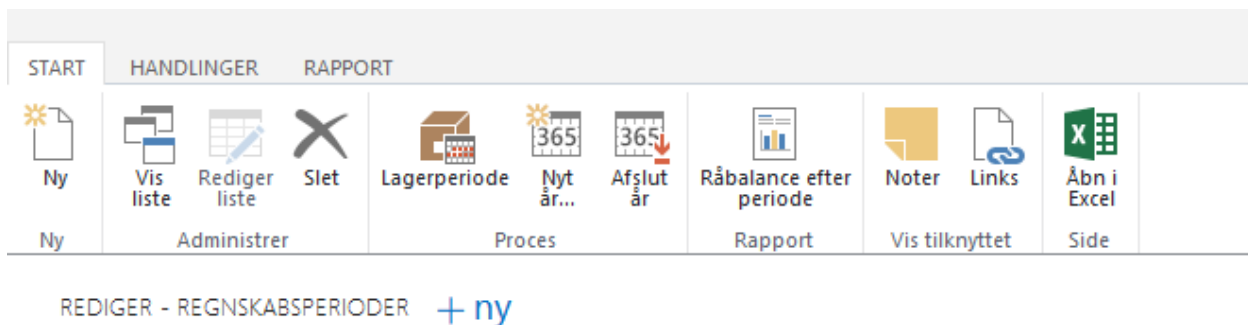 START HANDLINGER RAPPORT
365 365 X
Ny Vis liste Rediger liste Slet Lagerperiode Nyt år... Afslut år Råbalance efter periode Noter Links Åbn i Excel
Ny Administrer Proces Rapport Vis tilknyttet Side
REDIGER - REGNSKABSPERIODER + ny